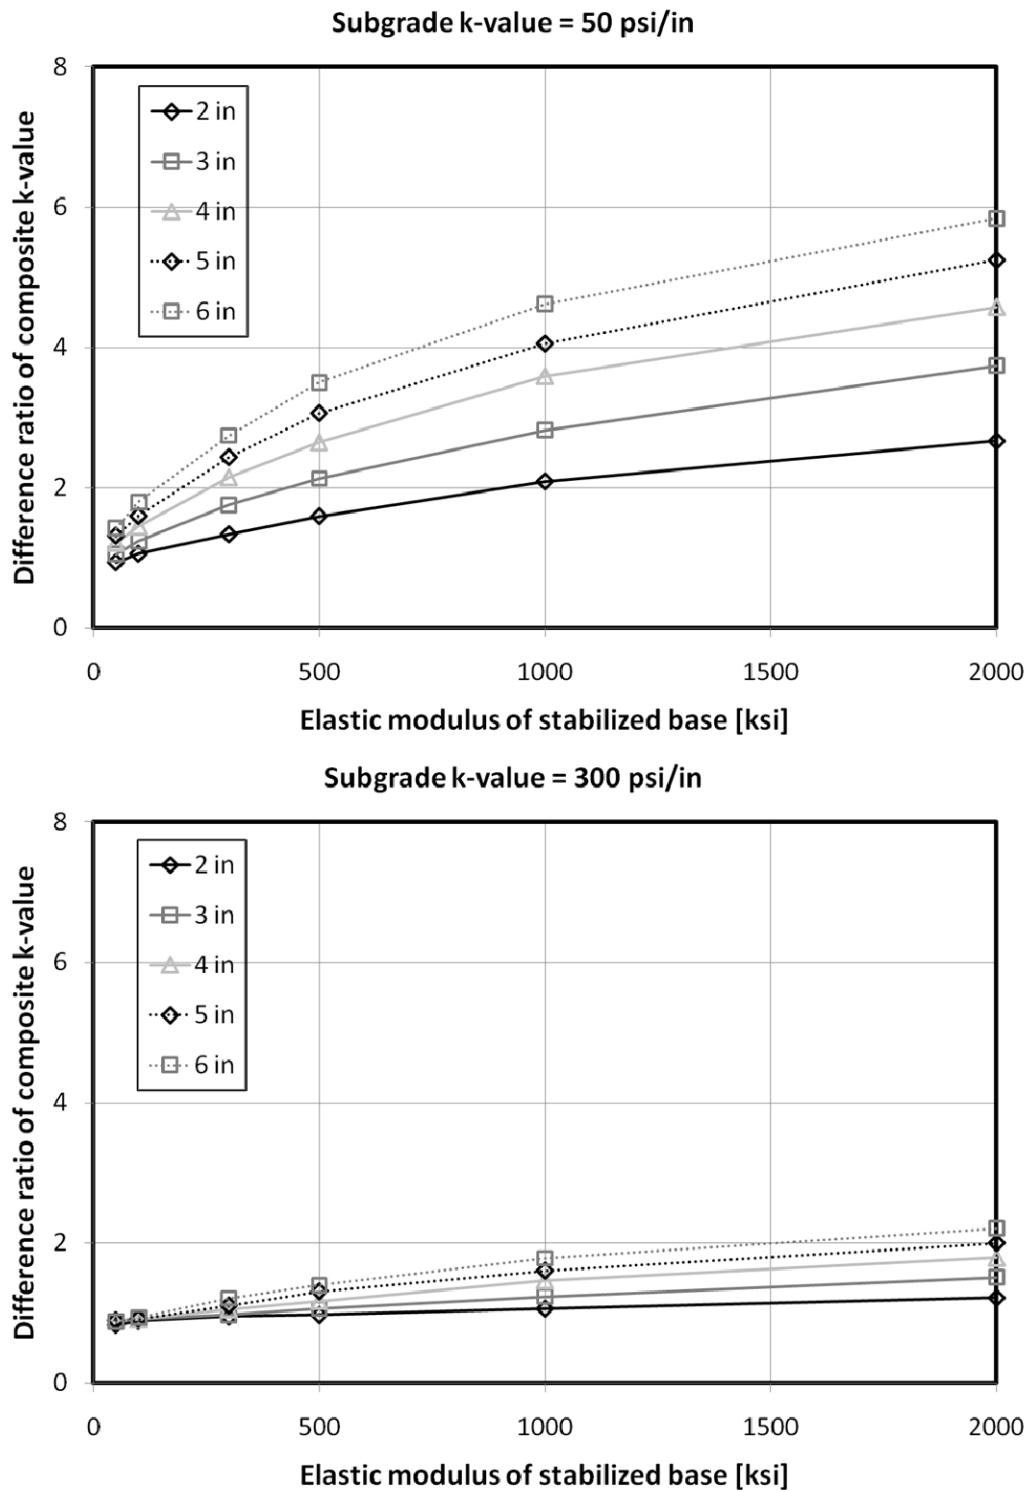 Subgrade k-value = 50 psi/in
8
6
4
2
0
Difference ratio of composite k-value
2 in
3 in
4 in
5 in
6 in
0 500 1000 1500 2000
Elastic modulus of stabilized base [ksi]
Subgrade k-value = 300 psi/in
8
6
4
2
0
Difference ratio of composite k-value
2 in
3 in
4 in
5 in
6 in
0 500 1000 1500 2000
Elastic modulus of stabilized base [ksi]